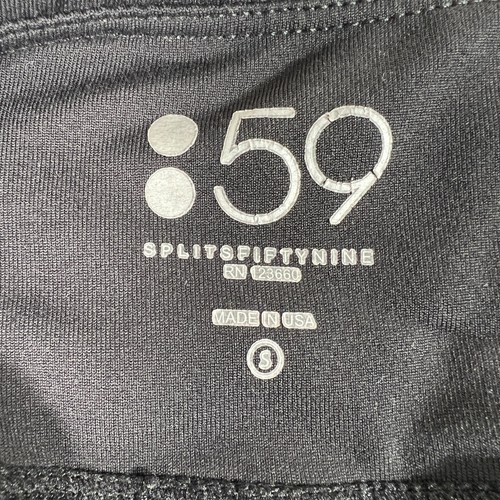 :59
SPLITSFIFTYNINE
RN 123660
MADE IN USA
S